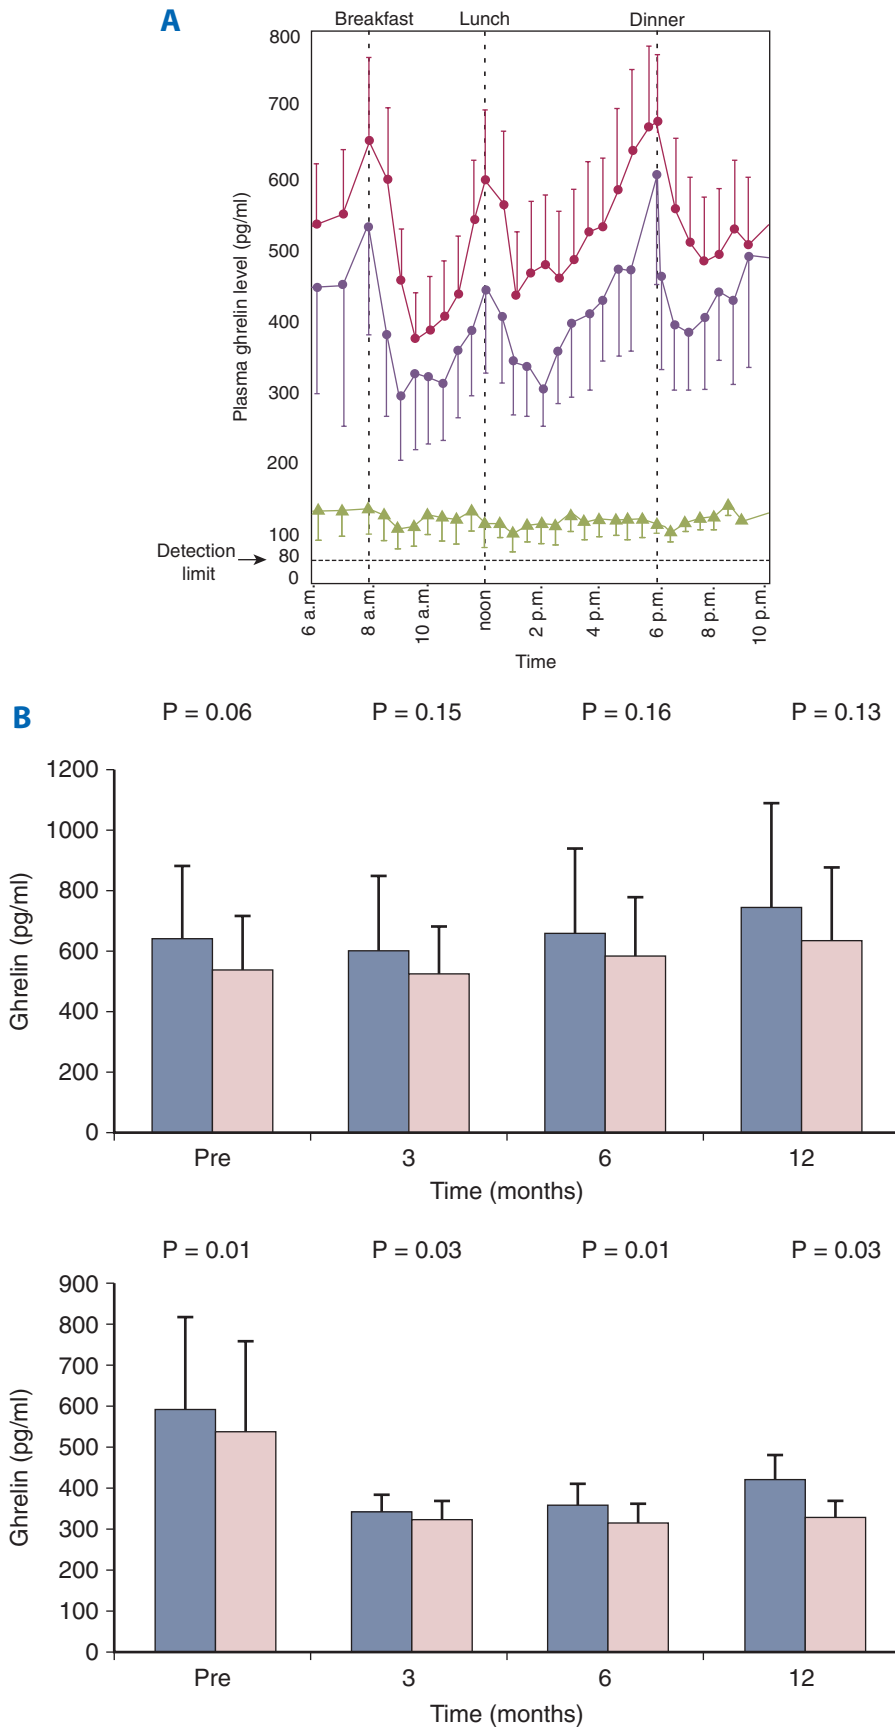 A
Breakfast Lunch Dinner
Plasma ghrelin level (pg/ml)
800
700
600
500
400
300
200
100
80
0
Detection
limit
6 a.m. 8 a.m. 10 a.m. noon 2 p.m. 4 p.m. 6 p.m. 8 p.m. 10 p.m.
Time
B
P = 0.06 P = 0.15 P = 0.16 P = 0.13
Ghrelin (pg/ml)
1200
1000
800
600
400
200
0
Pre 3 6 12
Time (months)
P = 0.01 P = 0.03 P = 0.01 P = 0.03
Ghrelin (pg/ml)
900
800
700
600
500
400
300
200
100
0
Pre 3 6 12
Time (months)